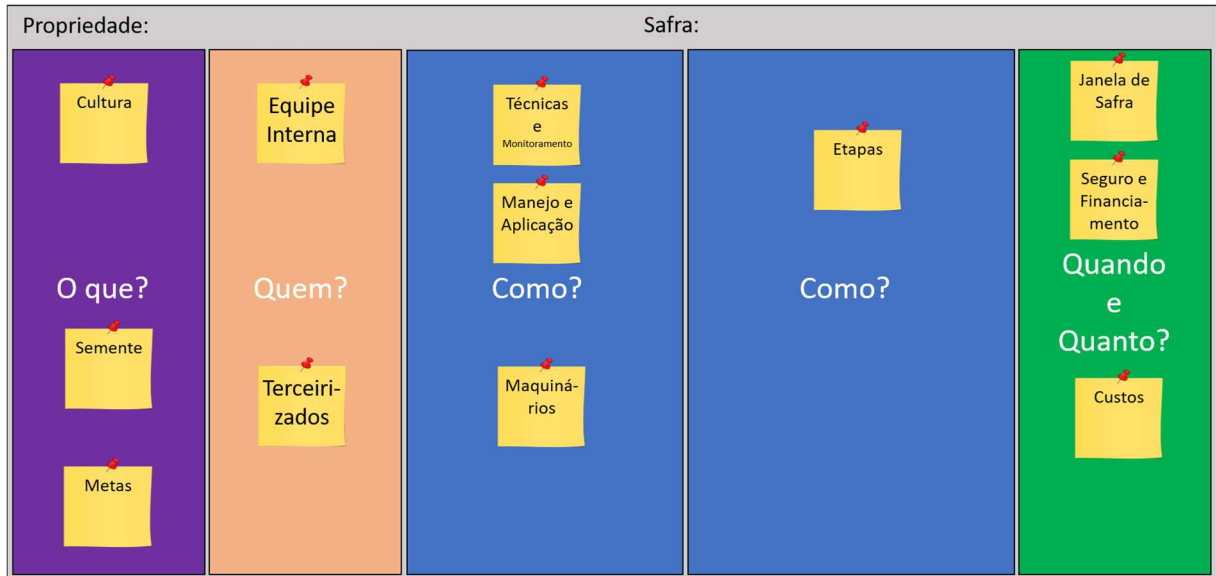 Propriedade:
Safra:
Cultura
O que?
Semente
Metas
Equipe
Interna
Quem?
Terceiri-
zados
Técnicas
e
Monitoramento
Manejo e
Aplicação
Como?
Maquiná-
rios
Etapas
Como?
Janela de
Safra
Seguro e
Financia-
mento
Quando
e
Quanto?
Custos